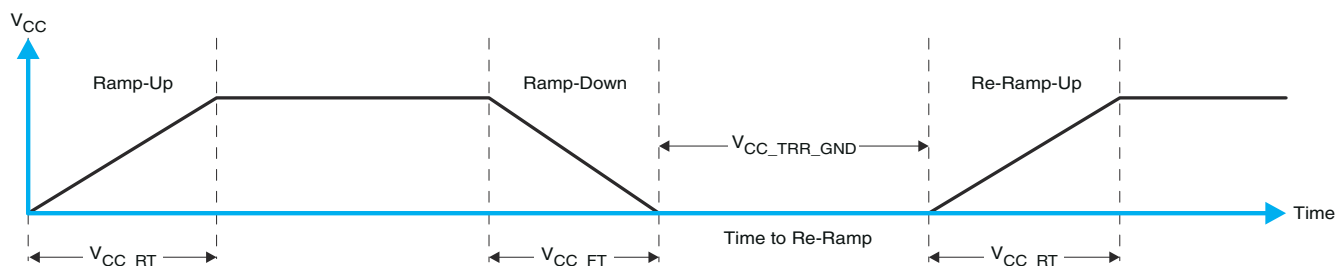 VCC
Ramp-Up
Ramp-Down
Re-Ramp-Up
VCC_TRR_GND
Time
Time to Re-Ramp
VCC_RT
VCC_FT
VCC_RT